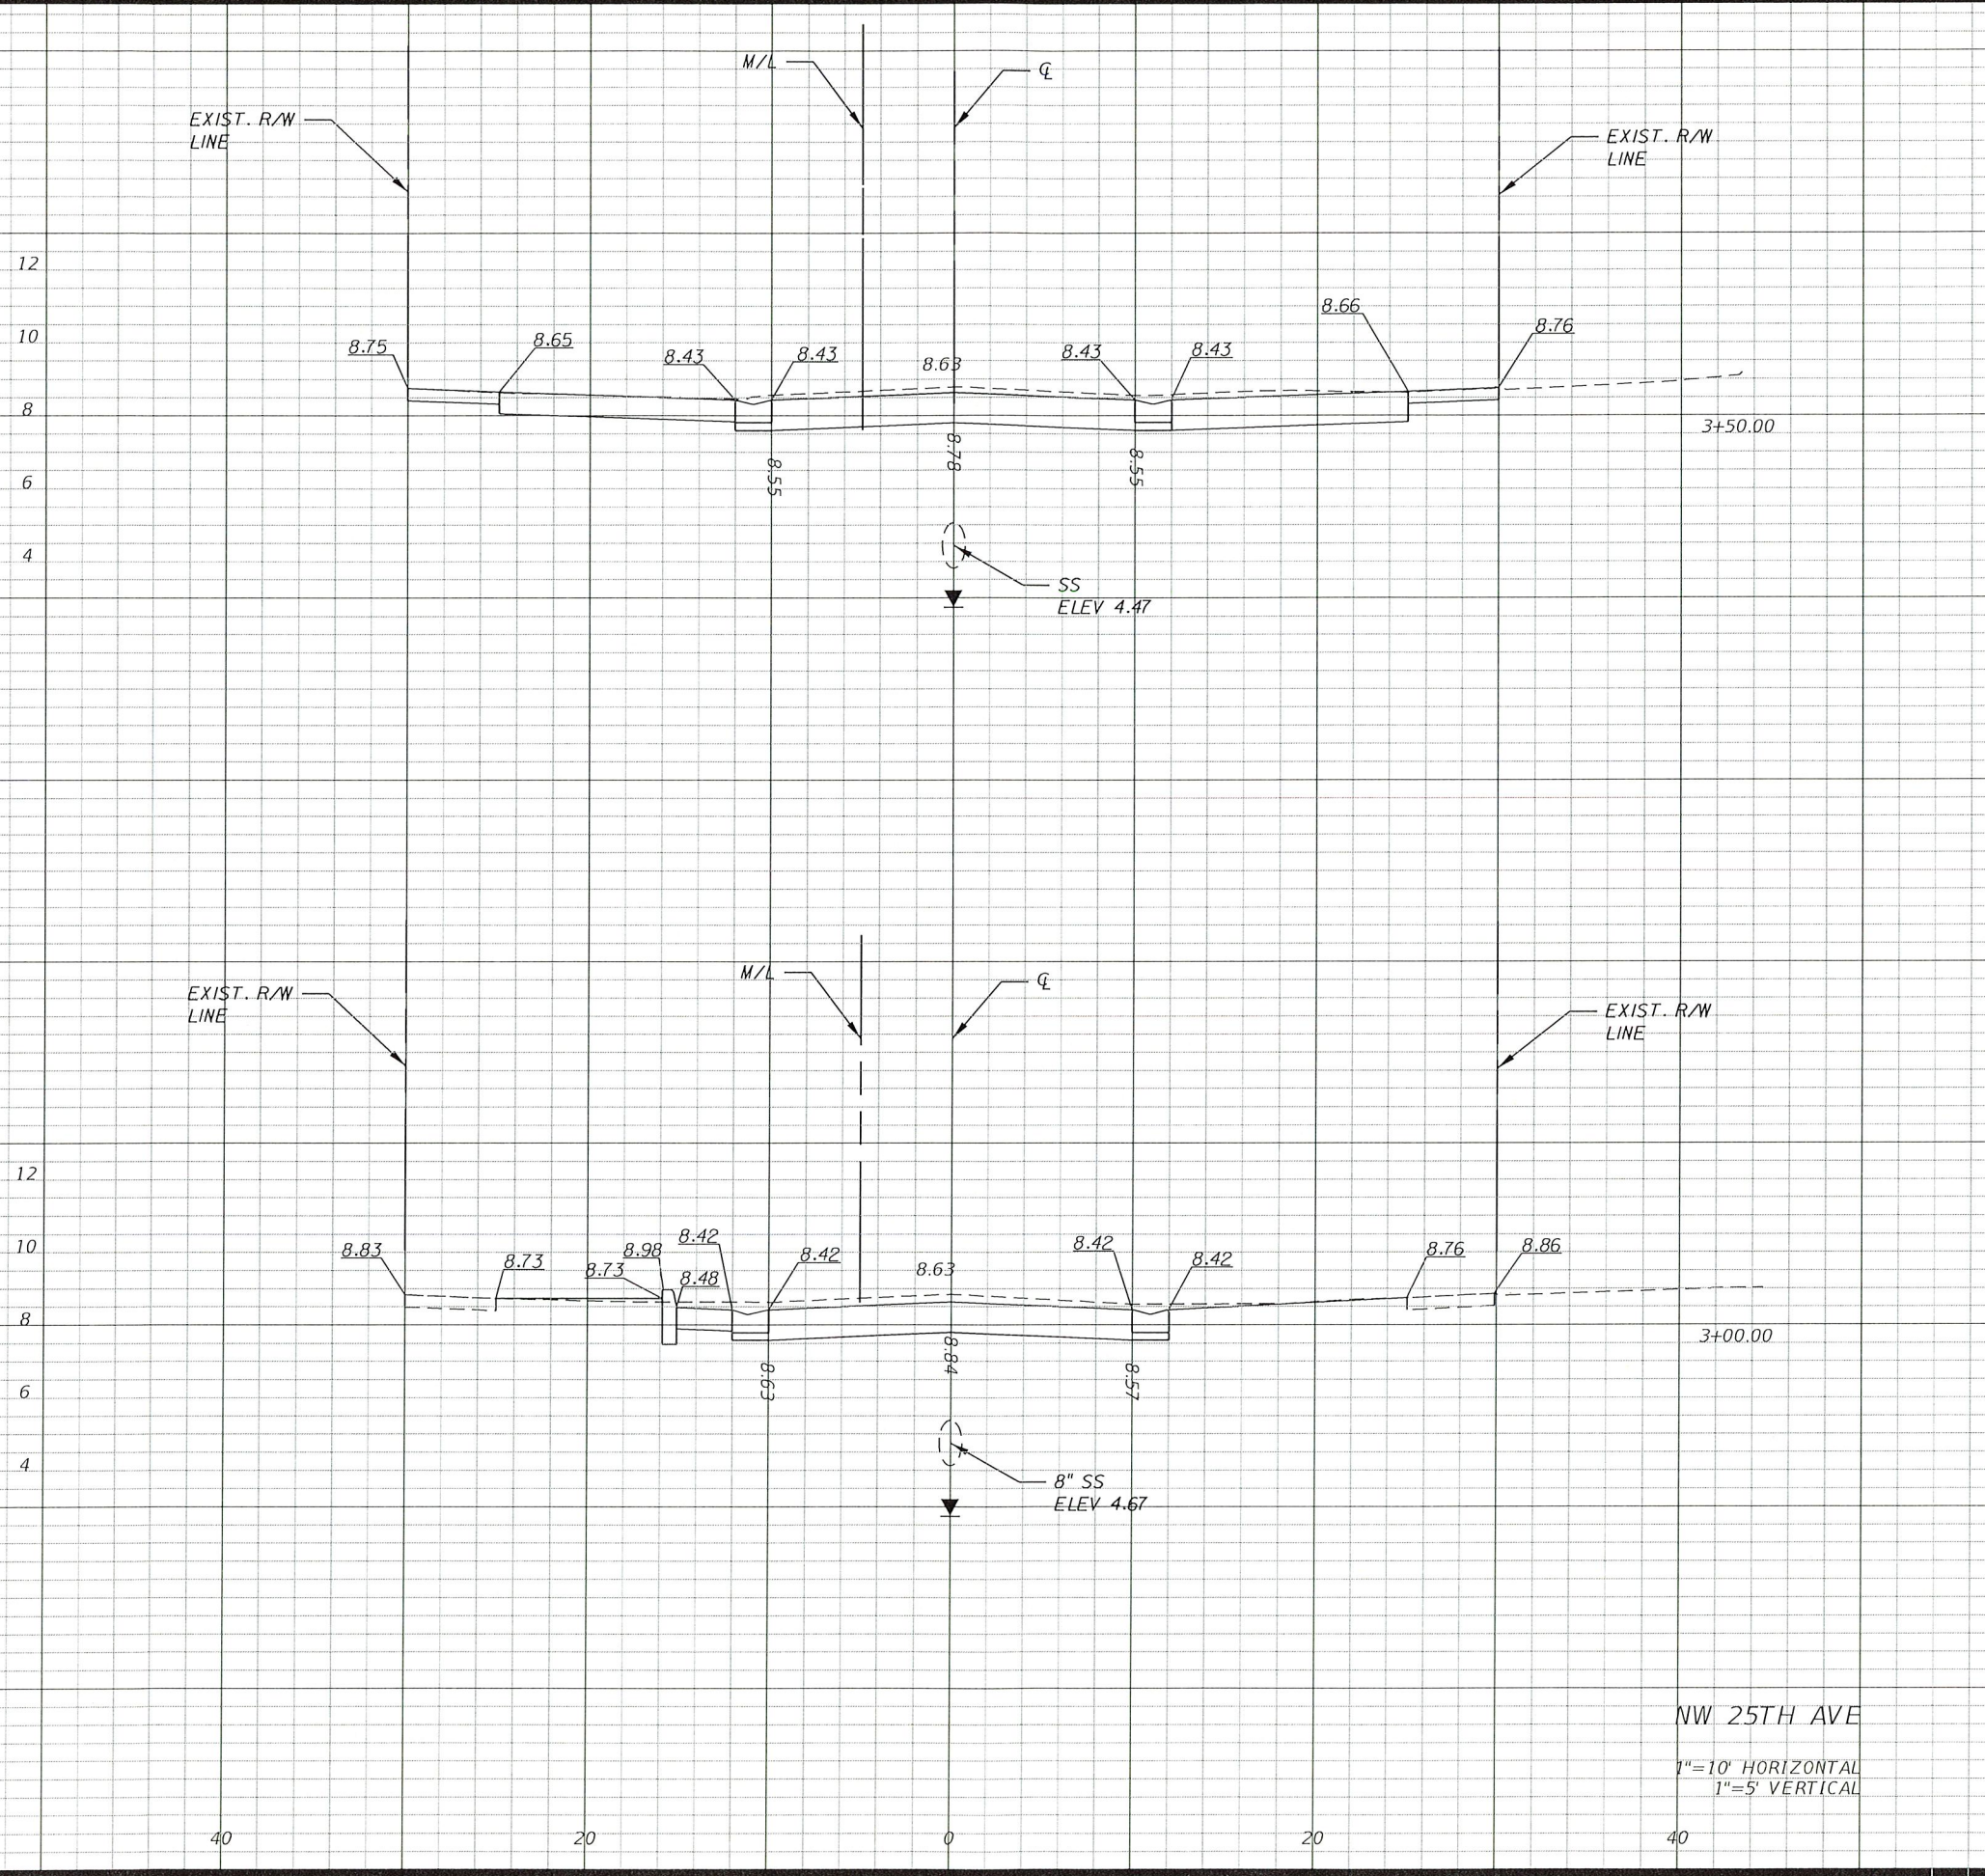 M/L
℄
EXIST. R/W
LINE
EXIST. R/W
LINE
12
10
8
6
4
8.75
8.65
8.43
8.43
8.63
8.43
8.43
8.66
8.76
3+50.00
8.55
8.78
8.55
SS
ELEV 4.47
M/L
℄
EXIST. R/W
LINE
EXIST. R/W
LINE
12
10
8
6
4
8.83
8.73
8.73
8.98
8.48
8.42
8.42
8.63
8.42
8.42
8.76
8.86
3+00.00
8.63
8.84
8.57
8" SS
ELEV 4.67
NW 25TH AVE
1"=10' HORIZONTAL
1"=5' VERTICAL
40
20
0
20
40